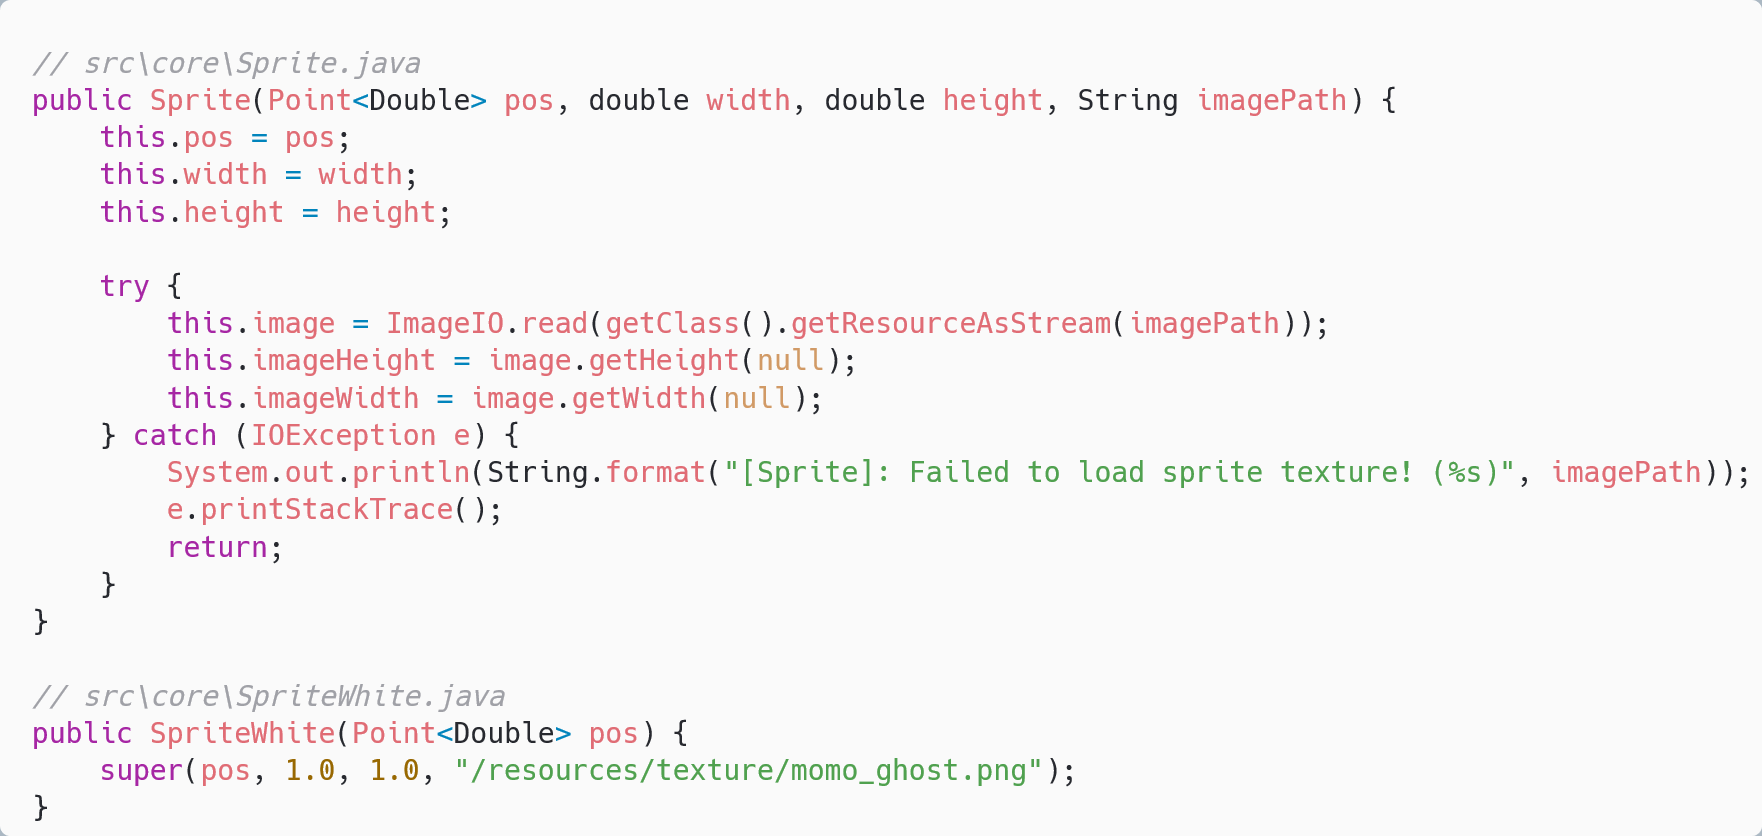 // src\core\Sprite.java
public Sprite(Point<Double> pos, double width, double height, String imagePath) {
    this.pos = pos;
    this.width = width;
    this.height = height;

    try {
        this.image = ImageIO.read(getClass().getResourceAsStream(imagePath));
        this.imageHeight = image.getHeight(null);
        this.imageWidth = image.getWidth(null);
    } catch (IOException e) {
        System.out.println(String.format("[Sprite]: Failed to load sprite texture! (%s)", imagePath));
        e.printStackTrace();
        return;
    }
}

// src\core\SpriteWhite.java
public SpriteWhite(Point<Double> pos) {
    super(pos, 1.0, 1.0, "/resources/texture/momo_ghost.png");
}